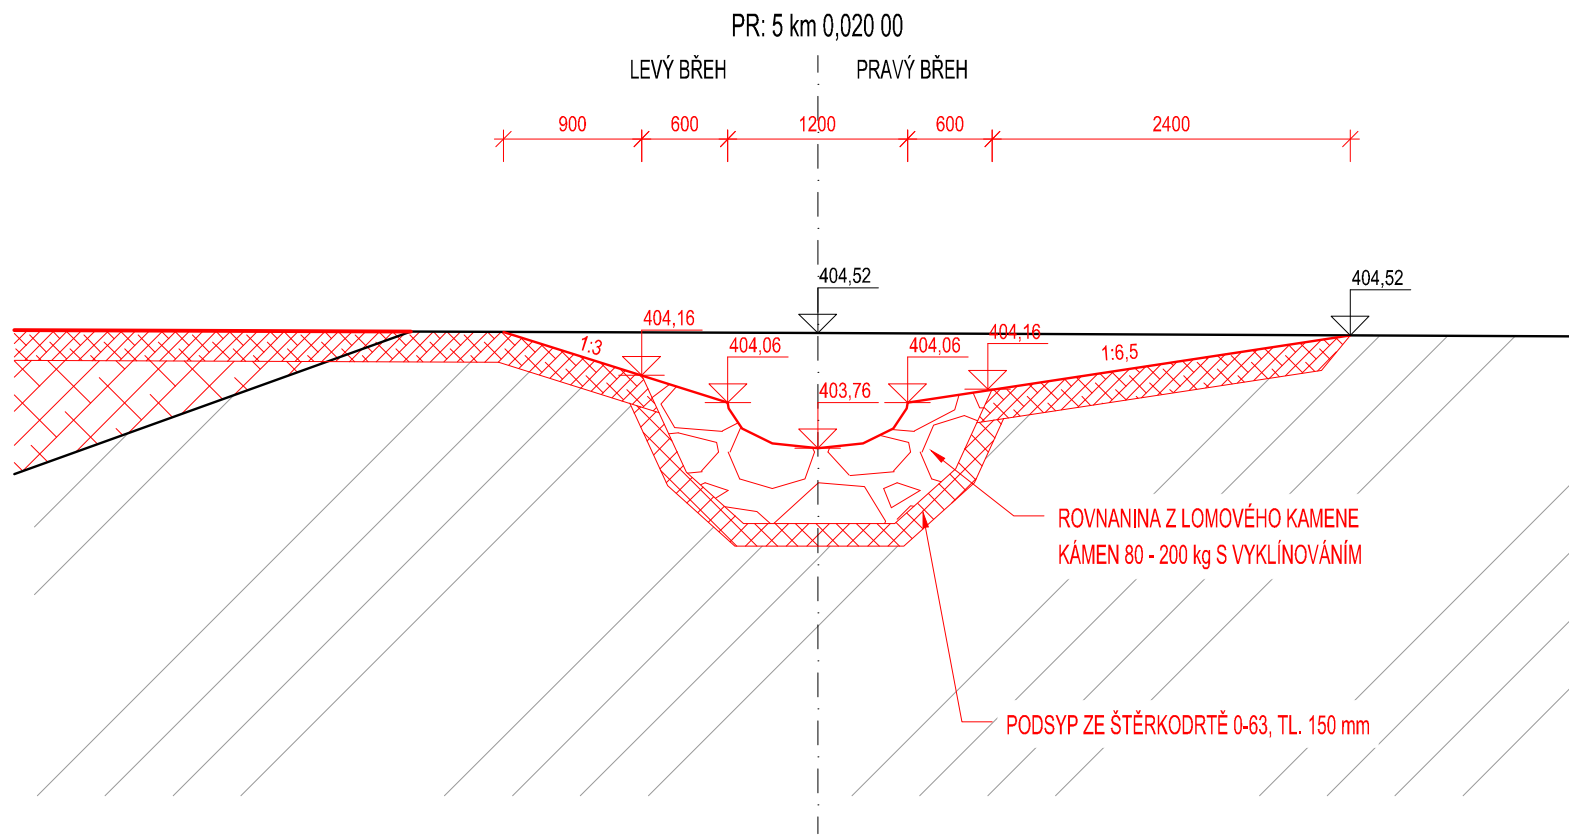 PR: 5 km 0,020 00
LEVÝ BŘEH
PRAVÝ BŘEH
900
600
1200
600
2400
404,52
404,52
404,16
404,16
1:3
404,06
404,06
1:6,5
403,76
ROVNANINA Z LOMOVÉHO KAMENE
KÁMEN 80 - 200 kg S VYKLÍNOVÁNÍM
PODSYP ZE ŠTĚRKODRTĚ 0-63, TL. 150 mm